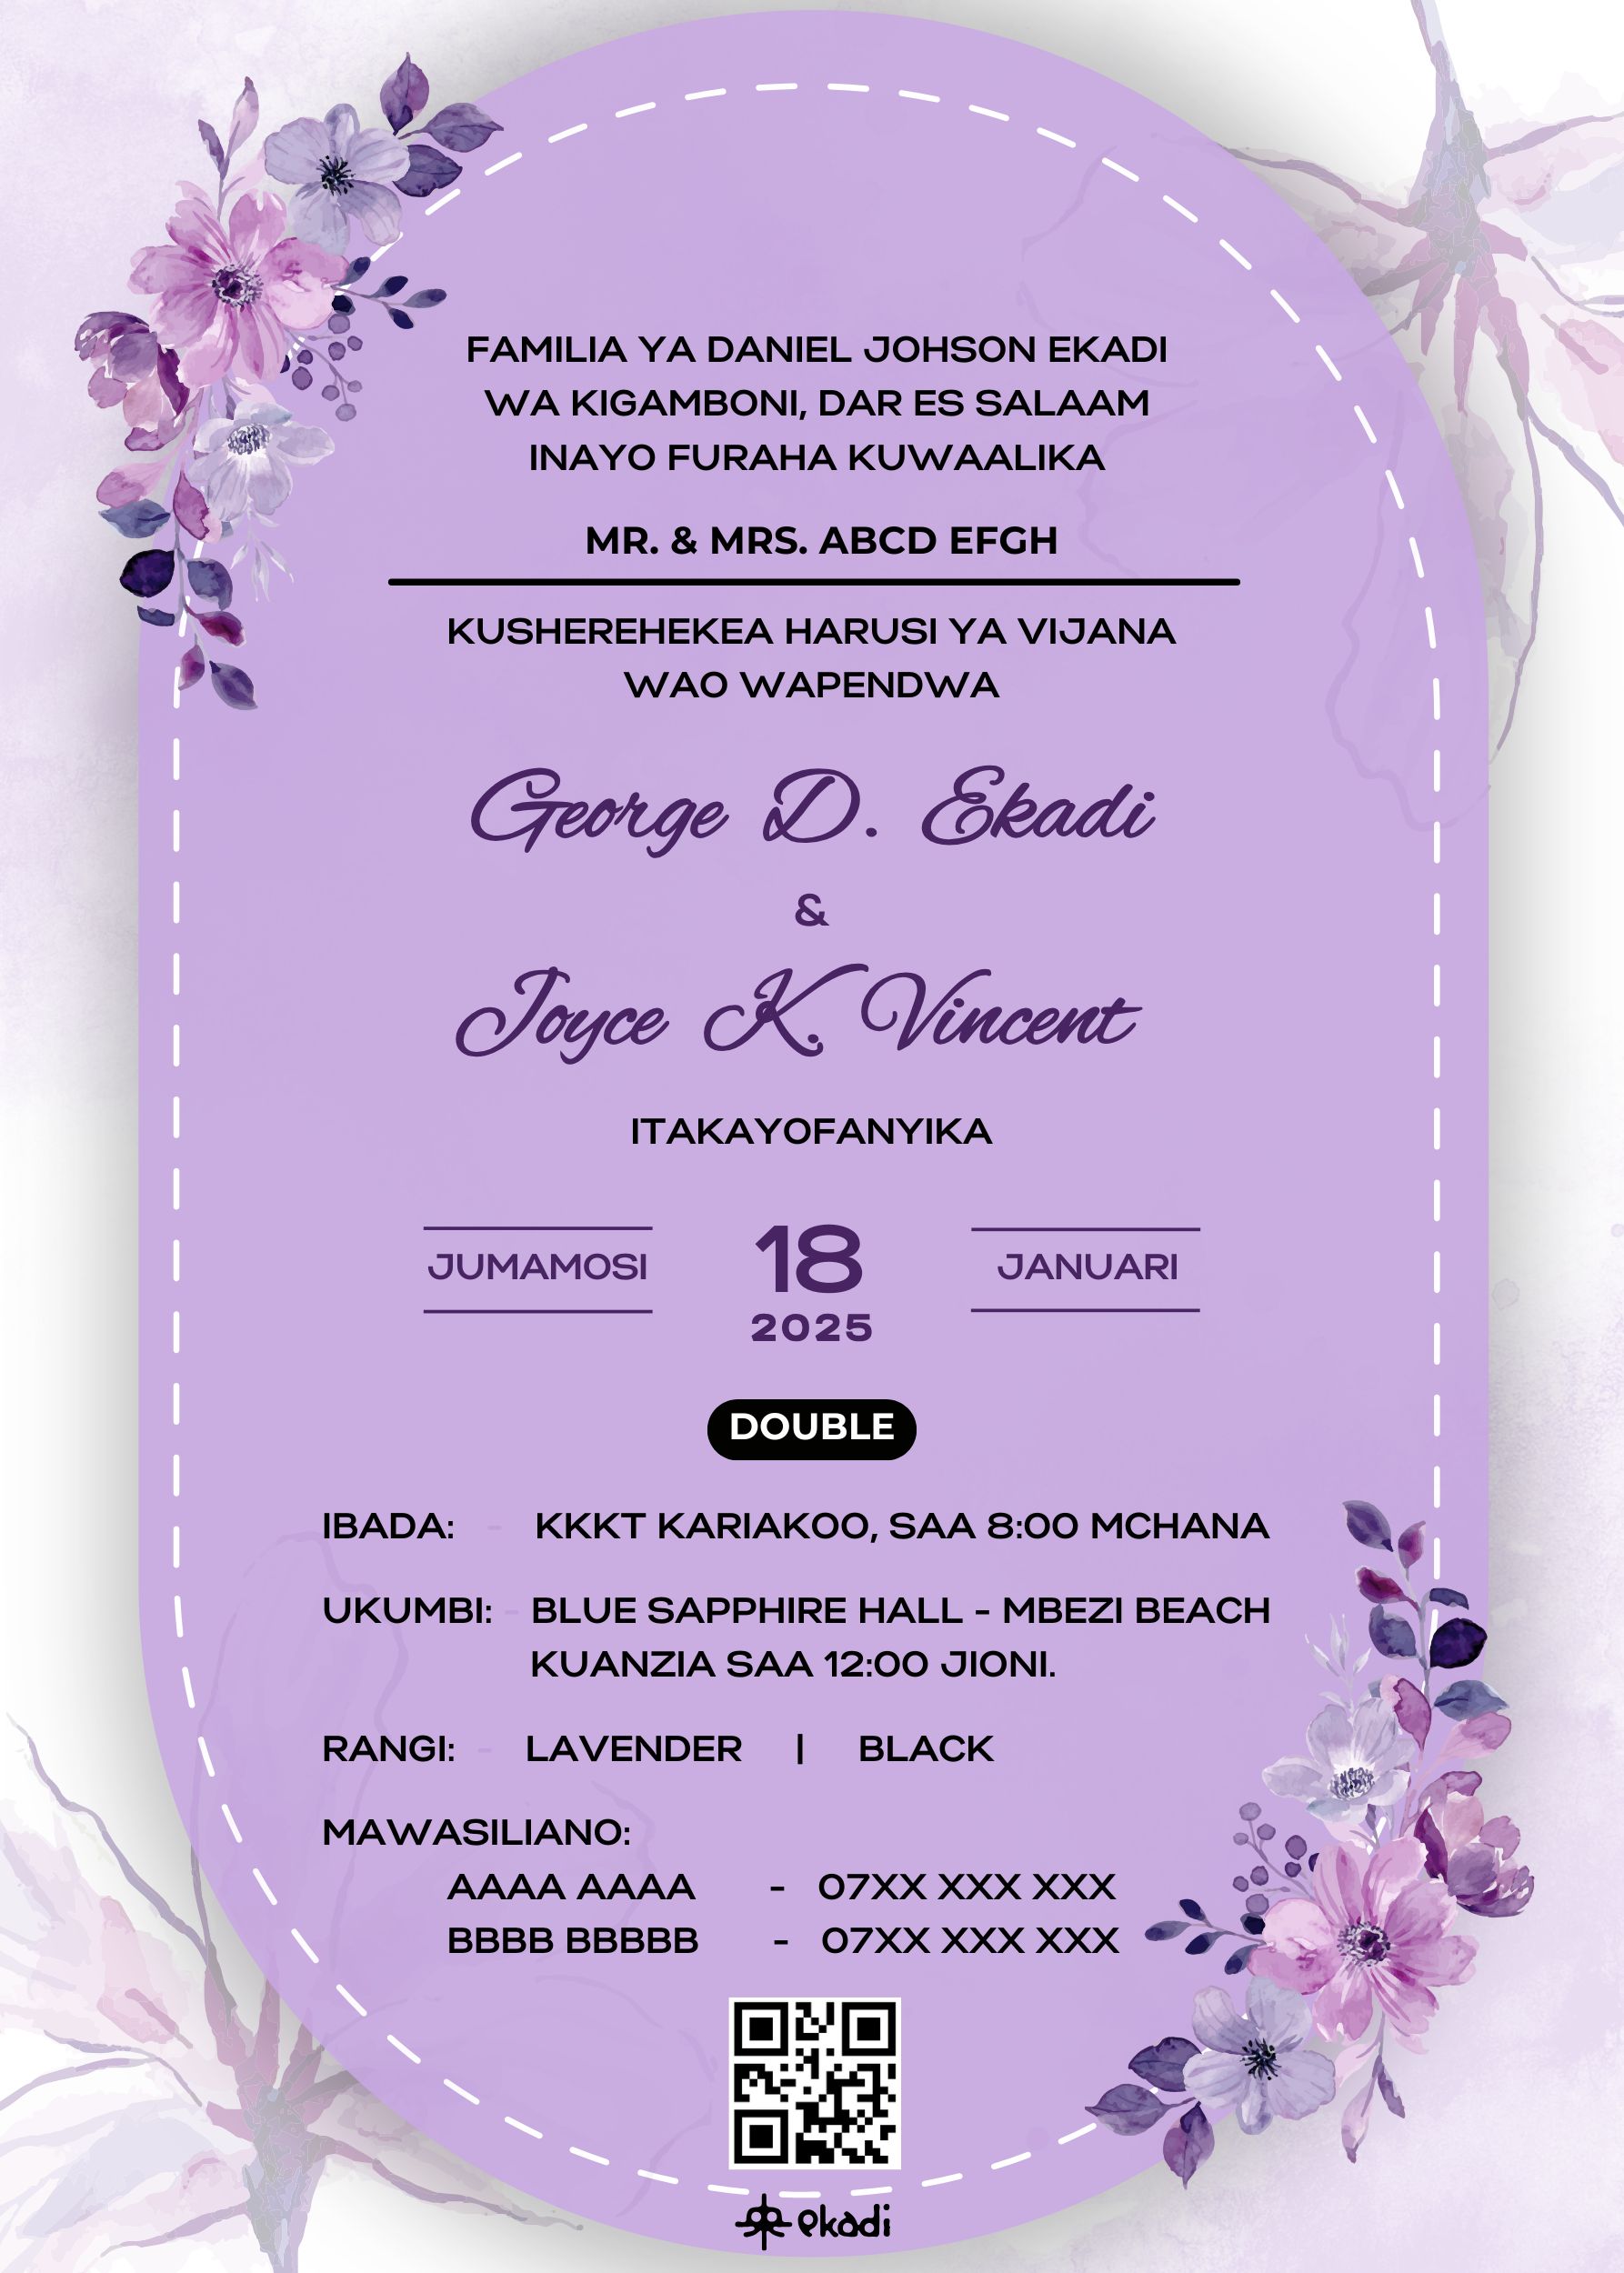 FAMILIA YA DANIEL JOHSON EKADI
WA KIGAMBONI, DAR ES SALAAM
INAYO FURAHA KUWAALIKA
MR. & MRS. ABCD EFGH
KUSHEREHEKEA HARUSI YA VIJANA
WAO WAPENDWA
George D. Ekadi
&
Joyce K. Vincent
ITAKAYOFANYIKA
JUMAMOSI 18 JANUARI
2025
DOUBLE
IBADA: - KKKT KARIAKOO, SAA 8:00 MCHANA
UKUMBI: - BLUE SAPPHIRE HALL - MBEZI BEACH
KUANZIA SAA 12:00 JIONI.
RANGI: - LAVENDER | BLACK
MAWASILIANO:
AAAA AAAA - 07XX XXX XXX
BBBB BBBBB - 07XX XXX XXX
ekadi